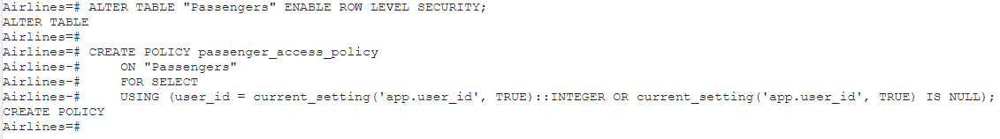 Airlines=# ALTER TABLE "Passengers" ENABLE ROW LEVEL SECURITY;
ALTER TABLE
Airlines=#
Airlines=# CREATE POLICY passenger_access_policy
Airlines-#     ON "Passengers"
Airlines-#     FOR SELECT
Airlines-#     USING (user_id = current_setting('app.user_id', TRUE)::INTEGER OR current_setting('app.user_id', TRUE) IS NULL);
CREATE POLICY
Airlines=#